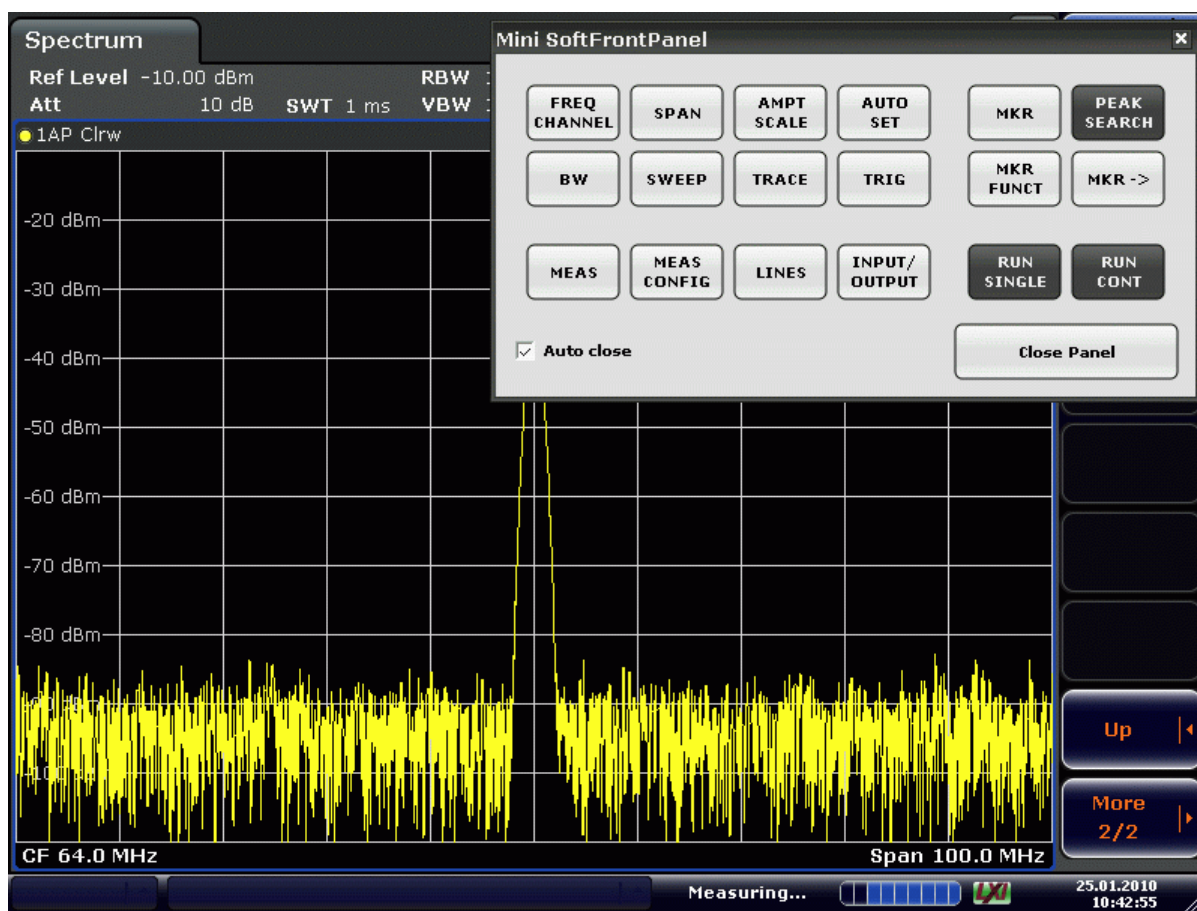 Spectrum
Ref Level -10.00 dBm RBW
Att 10 dB SWT 1 ms VBW
1AP Clrw
-20 dBm
-30 dBm
-40 dBm
-50 dBm
-60 dBm
-70 dBm
-80 dBm
CF 64.0 MHz Span 100.0 MHz
Mini SoftFrontPanel
FREQ CHANNEL
SPAN
AMPT SCALE
AUTO SET
MKR
PEAK SEARCH
BW
SWEEP
TRACE
TRIG
MKR FUNCT
MKR ->
MEAS
MEAS CONFIG
LINES
INPUT/ OUTPUT
RUN SINGLE
RUN CONT
Auto close
Close Panel
Up
More
2/2
Measuring...
LXI
25.01.2010
10:42:55